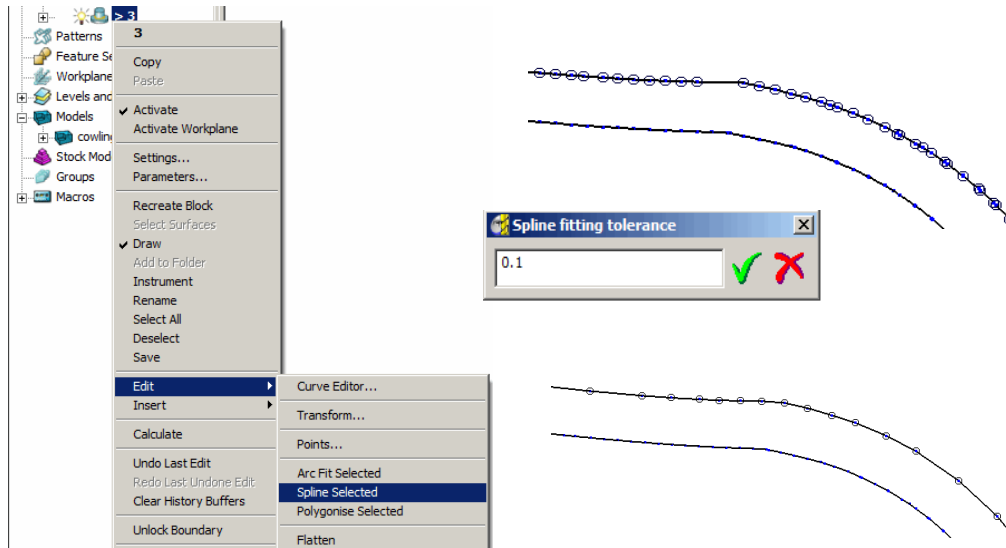 > 3
Patterns
Feature Se
Workplane
Levels and
Models
cowling
Stock Mod
Groups
Macros
3
Copy
Paste
Activate
Activate Workplane
Settings...
Parameters...
Recreate Block
Select Surfaces
Draw
Add to Folder
Instrument
Rename
Select All
Deselect
Save
Edit
Insert
Calculate
Undo Last Edit
Redo Last Undone Edit
Clear History Buffers
Unlock Boundary
Curve Editor...
Transform...
Points...
Arc Fit Selected
Spline Selected
Polygonise Selected
Flatten
Spline fitting tolerance
0.1